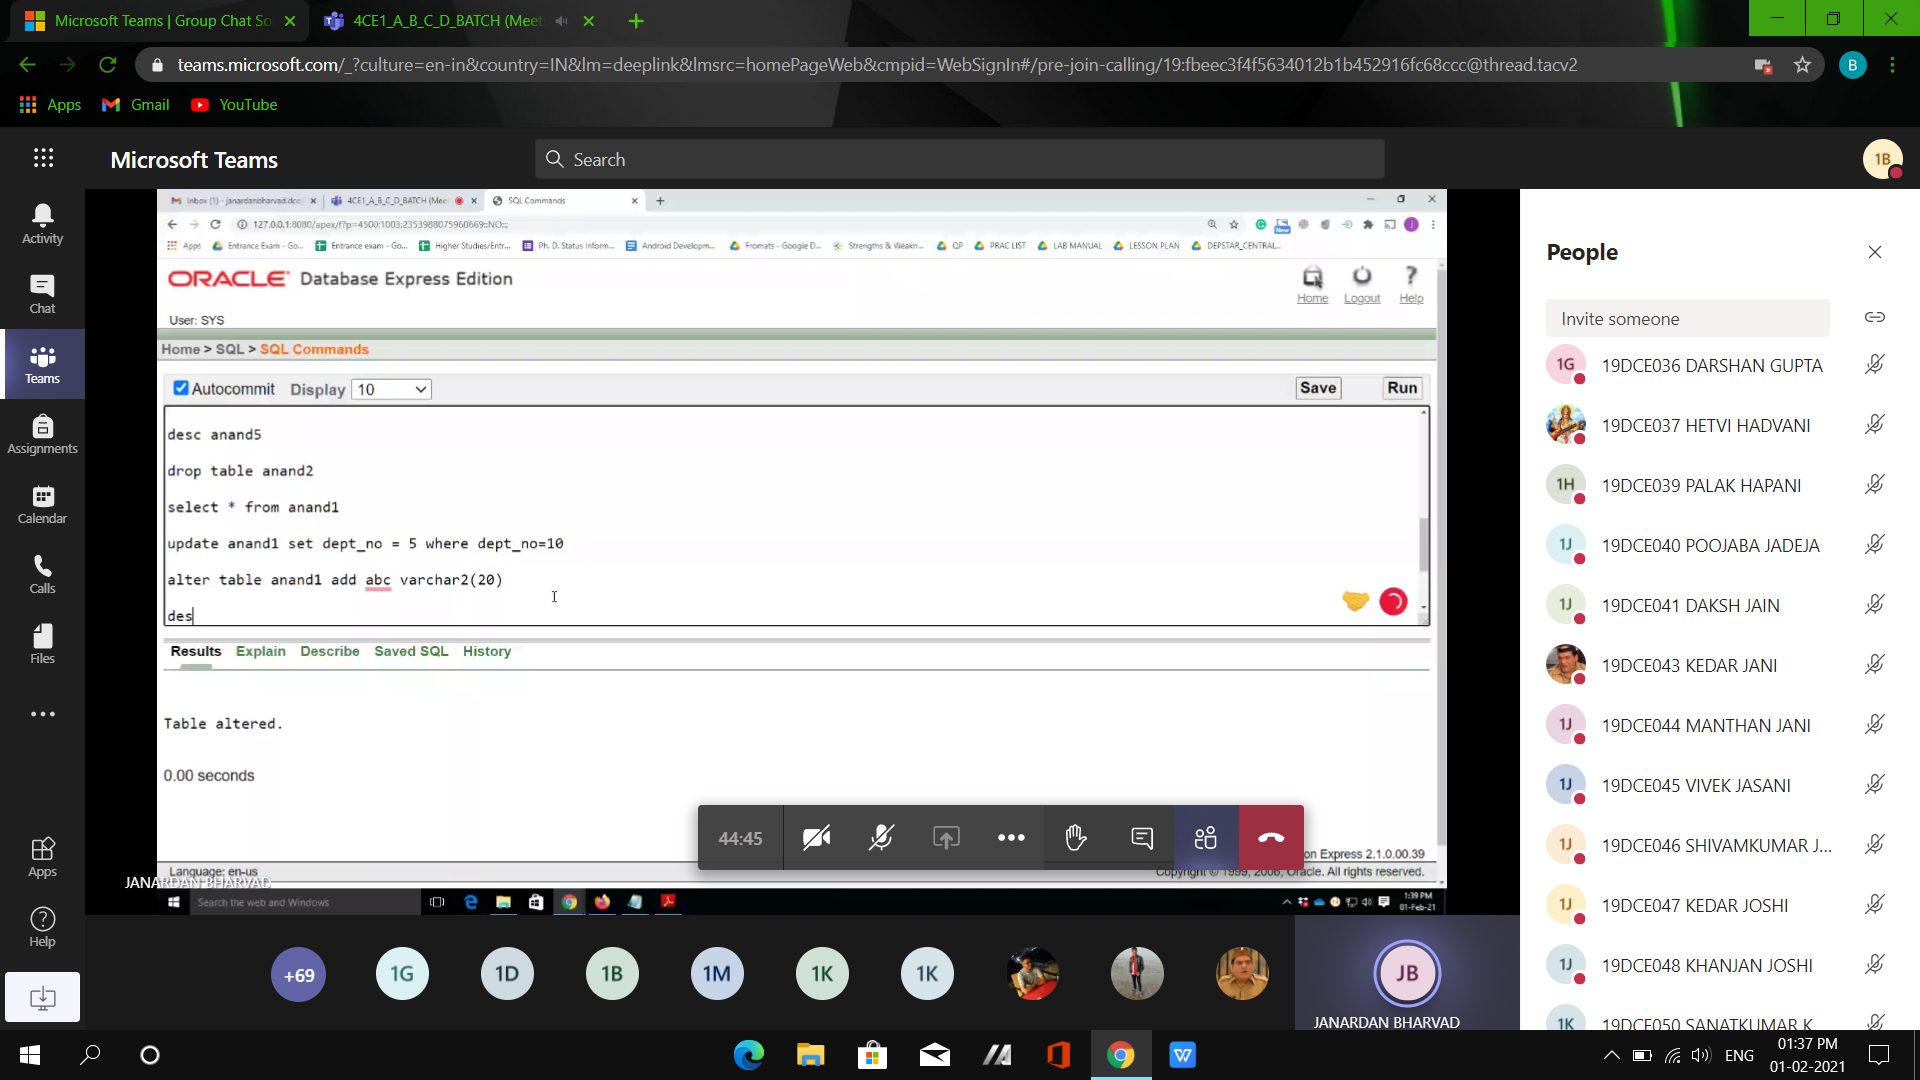 Microsoft Teams | Group Chat So
4CE1_A_B_C_D_BATCH (Meet
teams.microsoft.com/_?culture=en-in&country=IN&lm=deeplink&lmsrc=homePageWeb&cmpid=WebSignIn#/pre-join-calling/19:fbeec3f4f5634012b1b452916fc68ccc@thread.tacv2
B
Apps
Gmail
YouTube
Microsoft Teams
Search
1B
Activity
Chat
Teams
Assignments
Calendar
Calls
Files
Apps
Help
Inbox (1) - janardanbharvad.dce
4CE1_A_B_C_D_BATCH (Mee
SQL Commands
127.0.0.1:8080/apex/f?p=4500:1003:2353988075960669::NO:::
Apps
Entrance Exam - Go...
Entrance exam - Go...
Higher Studies/Entr...
Ph. D. Status Inform...
Android Developm...
Fromats - Google D...
Strengths & Weakn...
QP
PRAC LIST
LAB MANUAL
LESSON PLAN
DEPSTAR_CENTRAL...
ORACLE Database Express Edition
Home
Logout
Help
User: SYS
Home > SQL > SQL Commands
Autocommit Display 10
Save
Run
desc anand5
drop table anand2
select * from anand1
update anand1 set dept_no = 5 where dept_no=10
alter table anand1 add abc varchar2(20)
des
Results Explain Describe Saved SQL History
Table altered.
0.00 seconds
44:45
on Express 2.1.0.00.39
Language: en-us
Copyright © 1999, 2006, Oracle. All rights reserved.
JANARDAN BHARVAD
Search the web and Windows
1:39 PM
01-Feb-21
+69
1G
1D
1B
1M
1K
1K
JB
JANARDAN BHARVAD
People
Invite someone
1G 19DCE036 DARSHAN GUPTA
19DCE037 HETVI HADVANI
1H 19DCE039 PALAK HAPANI
1J 19DCE040 POOJABA JADEJA
1J 19DCE041 DAKSH JAIN
19DCE043 KEDAR JANI
1J 19DCE044 MANTHAN JANI
1J 19DCE045 VIVEK JASANI
1J 19DCE046 SHIVAMKUMAR J...
1J 19DCE047 KEDAR JOSHI
1J 19DCE048 KHANJAN JOSHI
1K 19DCE050 SANATKUMAR K
ENG
01:37 PM
01-02-2021